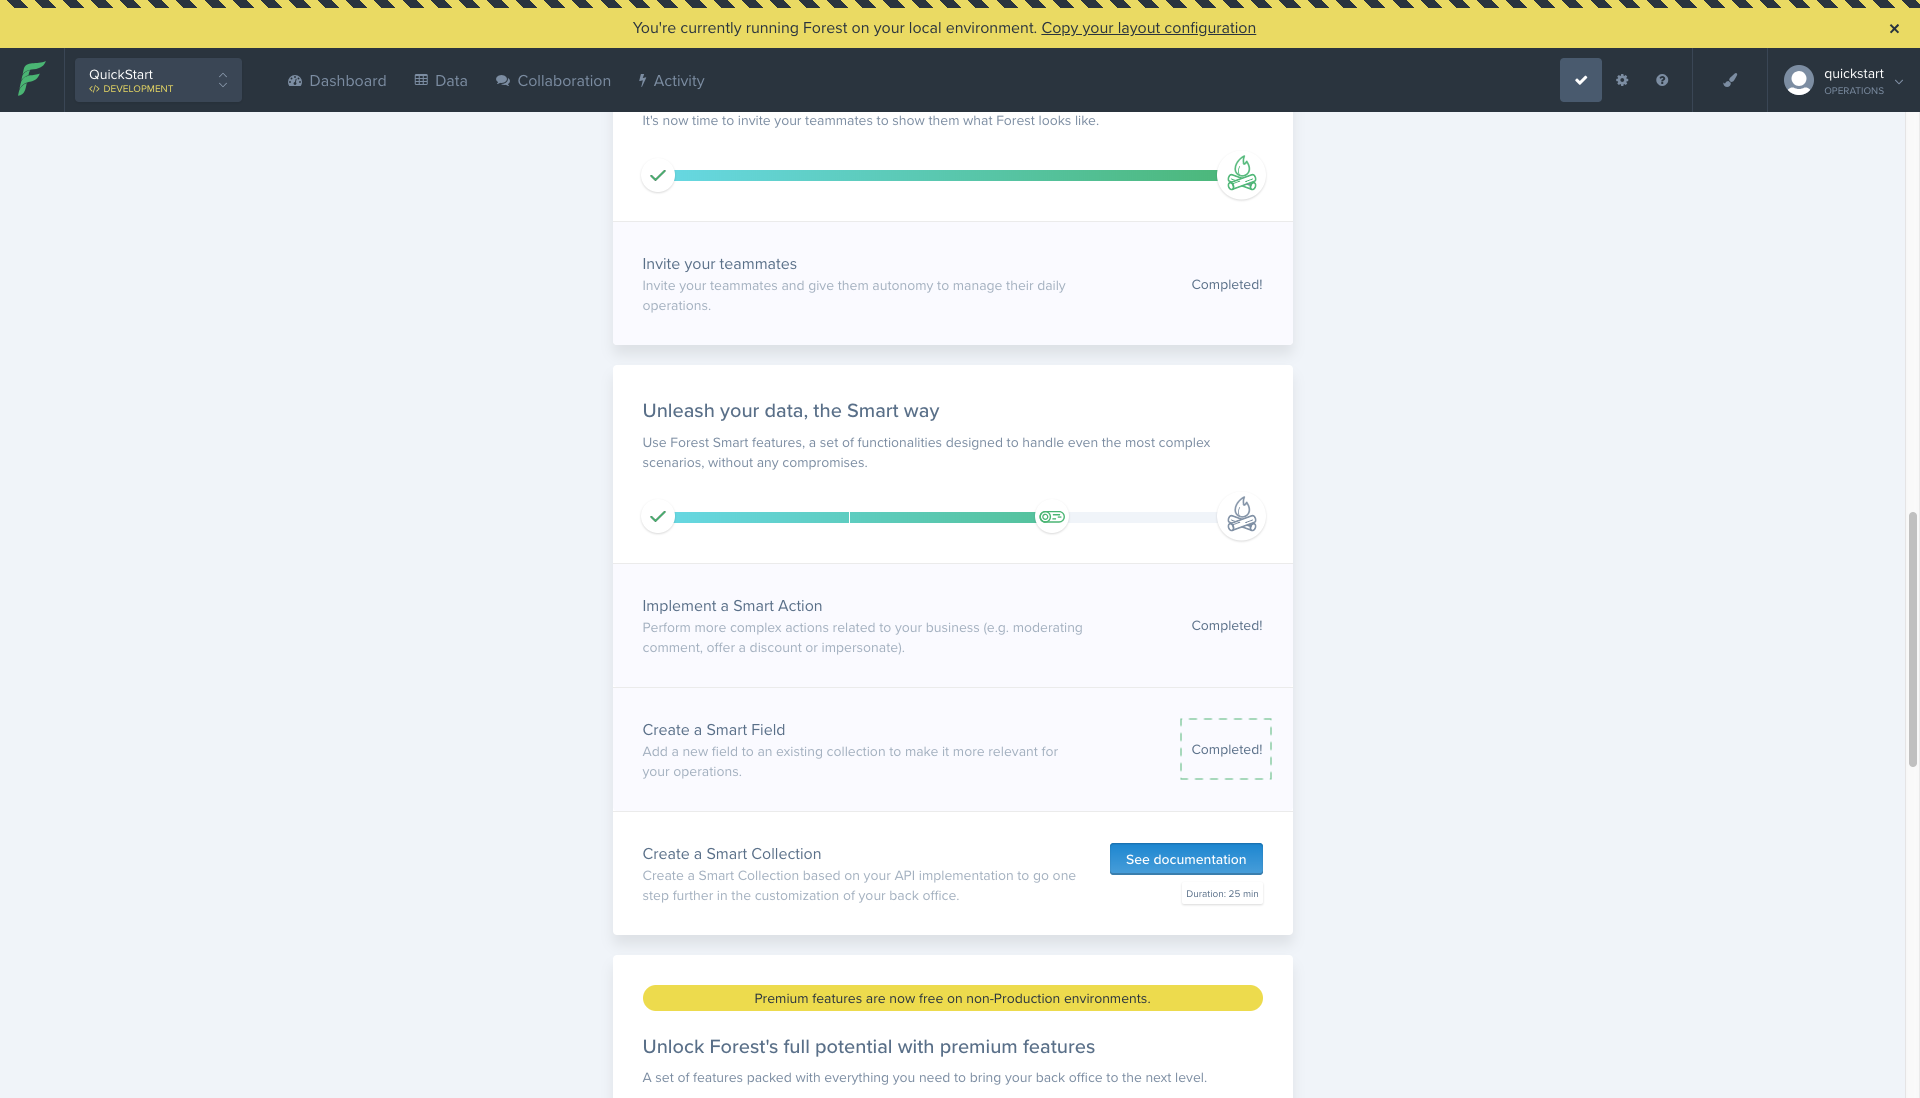 You're currently running Forest on your local environment. Copy your layout configuration
QuickStart
</> DEVELOPMENT
Dashboard
Data
Collaboration
Activity
quickstart
OPERATIONS
It's now time to invite your teammates to show them what Forest looks like.
Invite your teammates
Invite your teammates and give them autonomy to manage their daily
operations.
Completed!
Unleash your data, the Smart way
Use Forest Smart features, a set of functionalities designed to handle even the most complex
scenarios, without any compromises.
Implement a Smart Action
Perform more complex actions related to your business (e.g. moderating
comment, offer a discount or impersonate).
Completed!
Create a Smart Field
Add a new field to an existing collection to make it more relevant for
your operations.
Completed!
Create a Smart Collection
Create a Smart Collection based on your API implementation to go one
step further in the customization of your back office.
See documentation
Duration: 25 min
Premium features are now free on non-Production environments.
Unlock Forest's full potential with premium features
A set of features packed with everything you need to bring your back office to the next level.